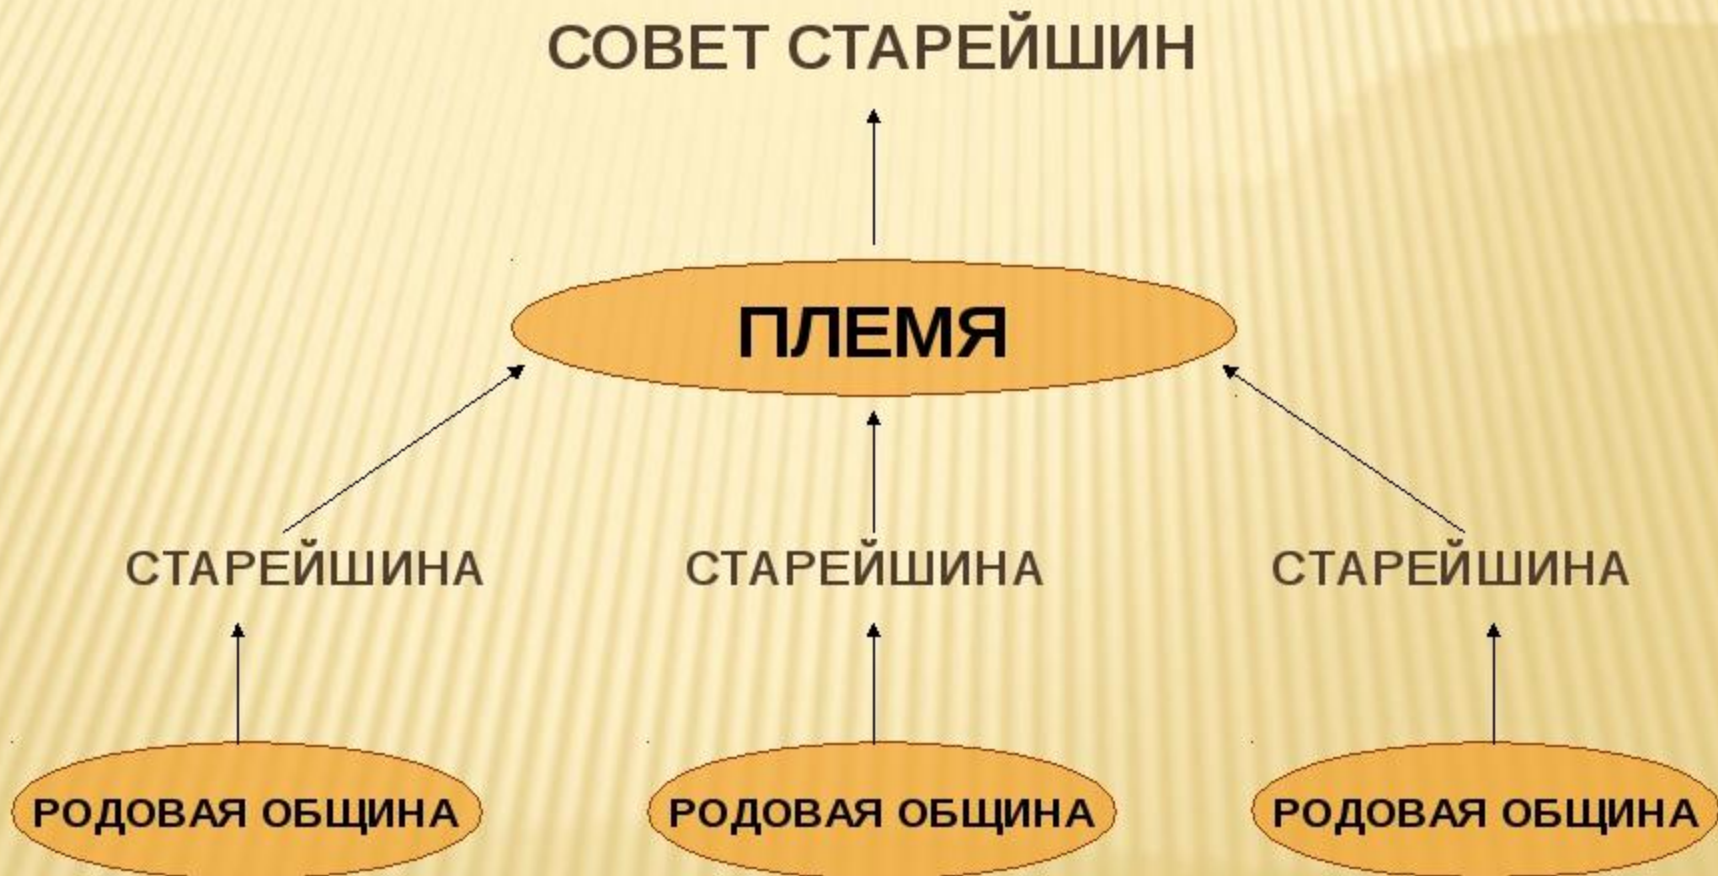 СОВЕТ СТАРЕЙШИН
ПЛЕМЯ
СТАРЕЙШИНА
СТАРЕЙШИНА
СТАРЕЙШИНА
РОДОВАЯ ОБЩИНА
РОДОВАЯ ОБЩИНА
РОДОВАЯ ОБЩИНА